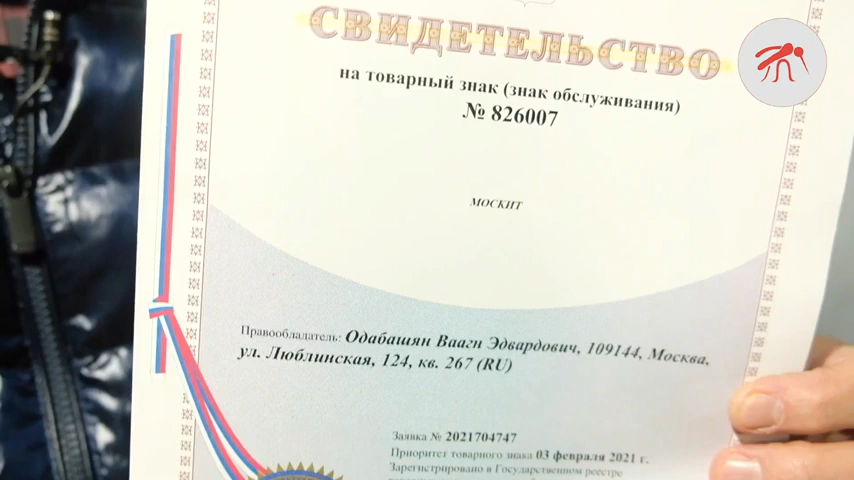 СВИДЕТЕЛЬСТВО
на товарный знак (знак обслуживания)
№ 826007
МОСКИТ
Правообладатель: Одабашян Ваагн Эдвардович, 109144, Москва,
ул. Люблинская, 124, кв. 267 (RU)
Заявка № 2021704747
Приоритет товарного знака 03 февраля 2021 г.
Зарегистрировано в Государственном реестре